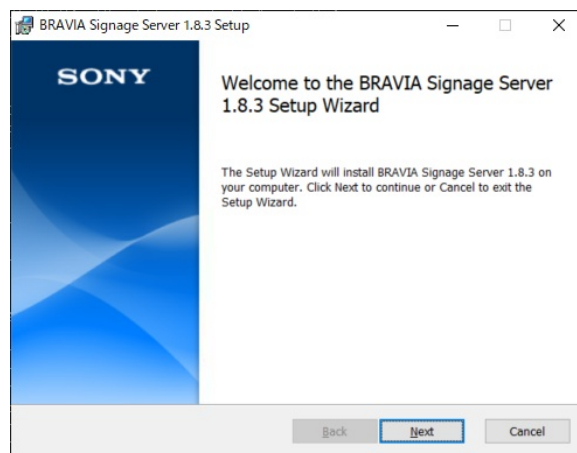 BRAVIA Signage Server 1.8.3 Setup
SONY
Welcome to the BRAVIA Signage Server
1.8.3 Setup Wizard
The Setup Wizard will install BRAVIA Signage Server 1.8.3 on
your computer. Click Next to continue or Cancel to exit the
Setup Wizard.
Back Next Cancel